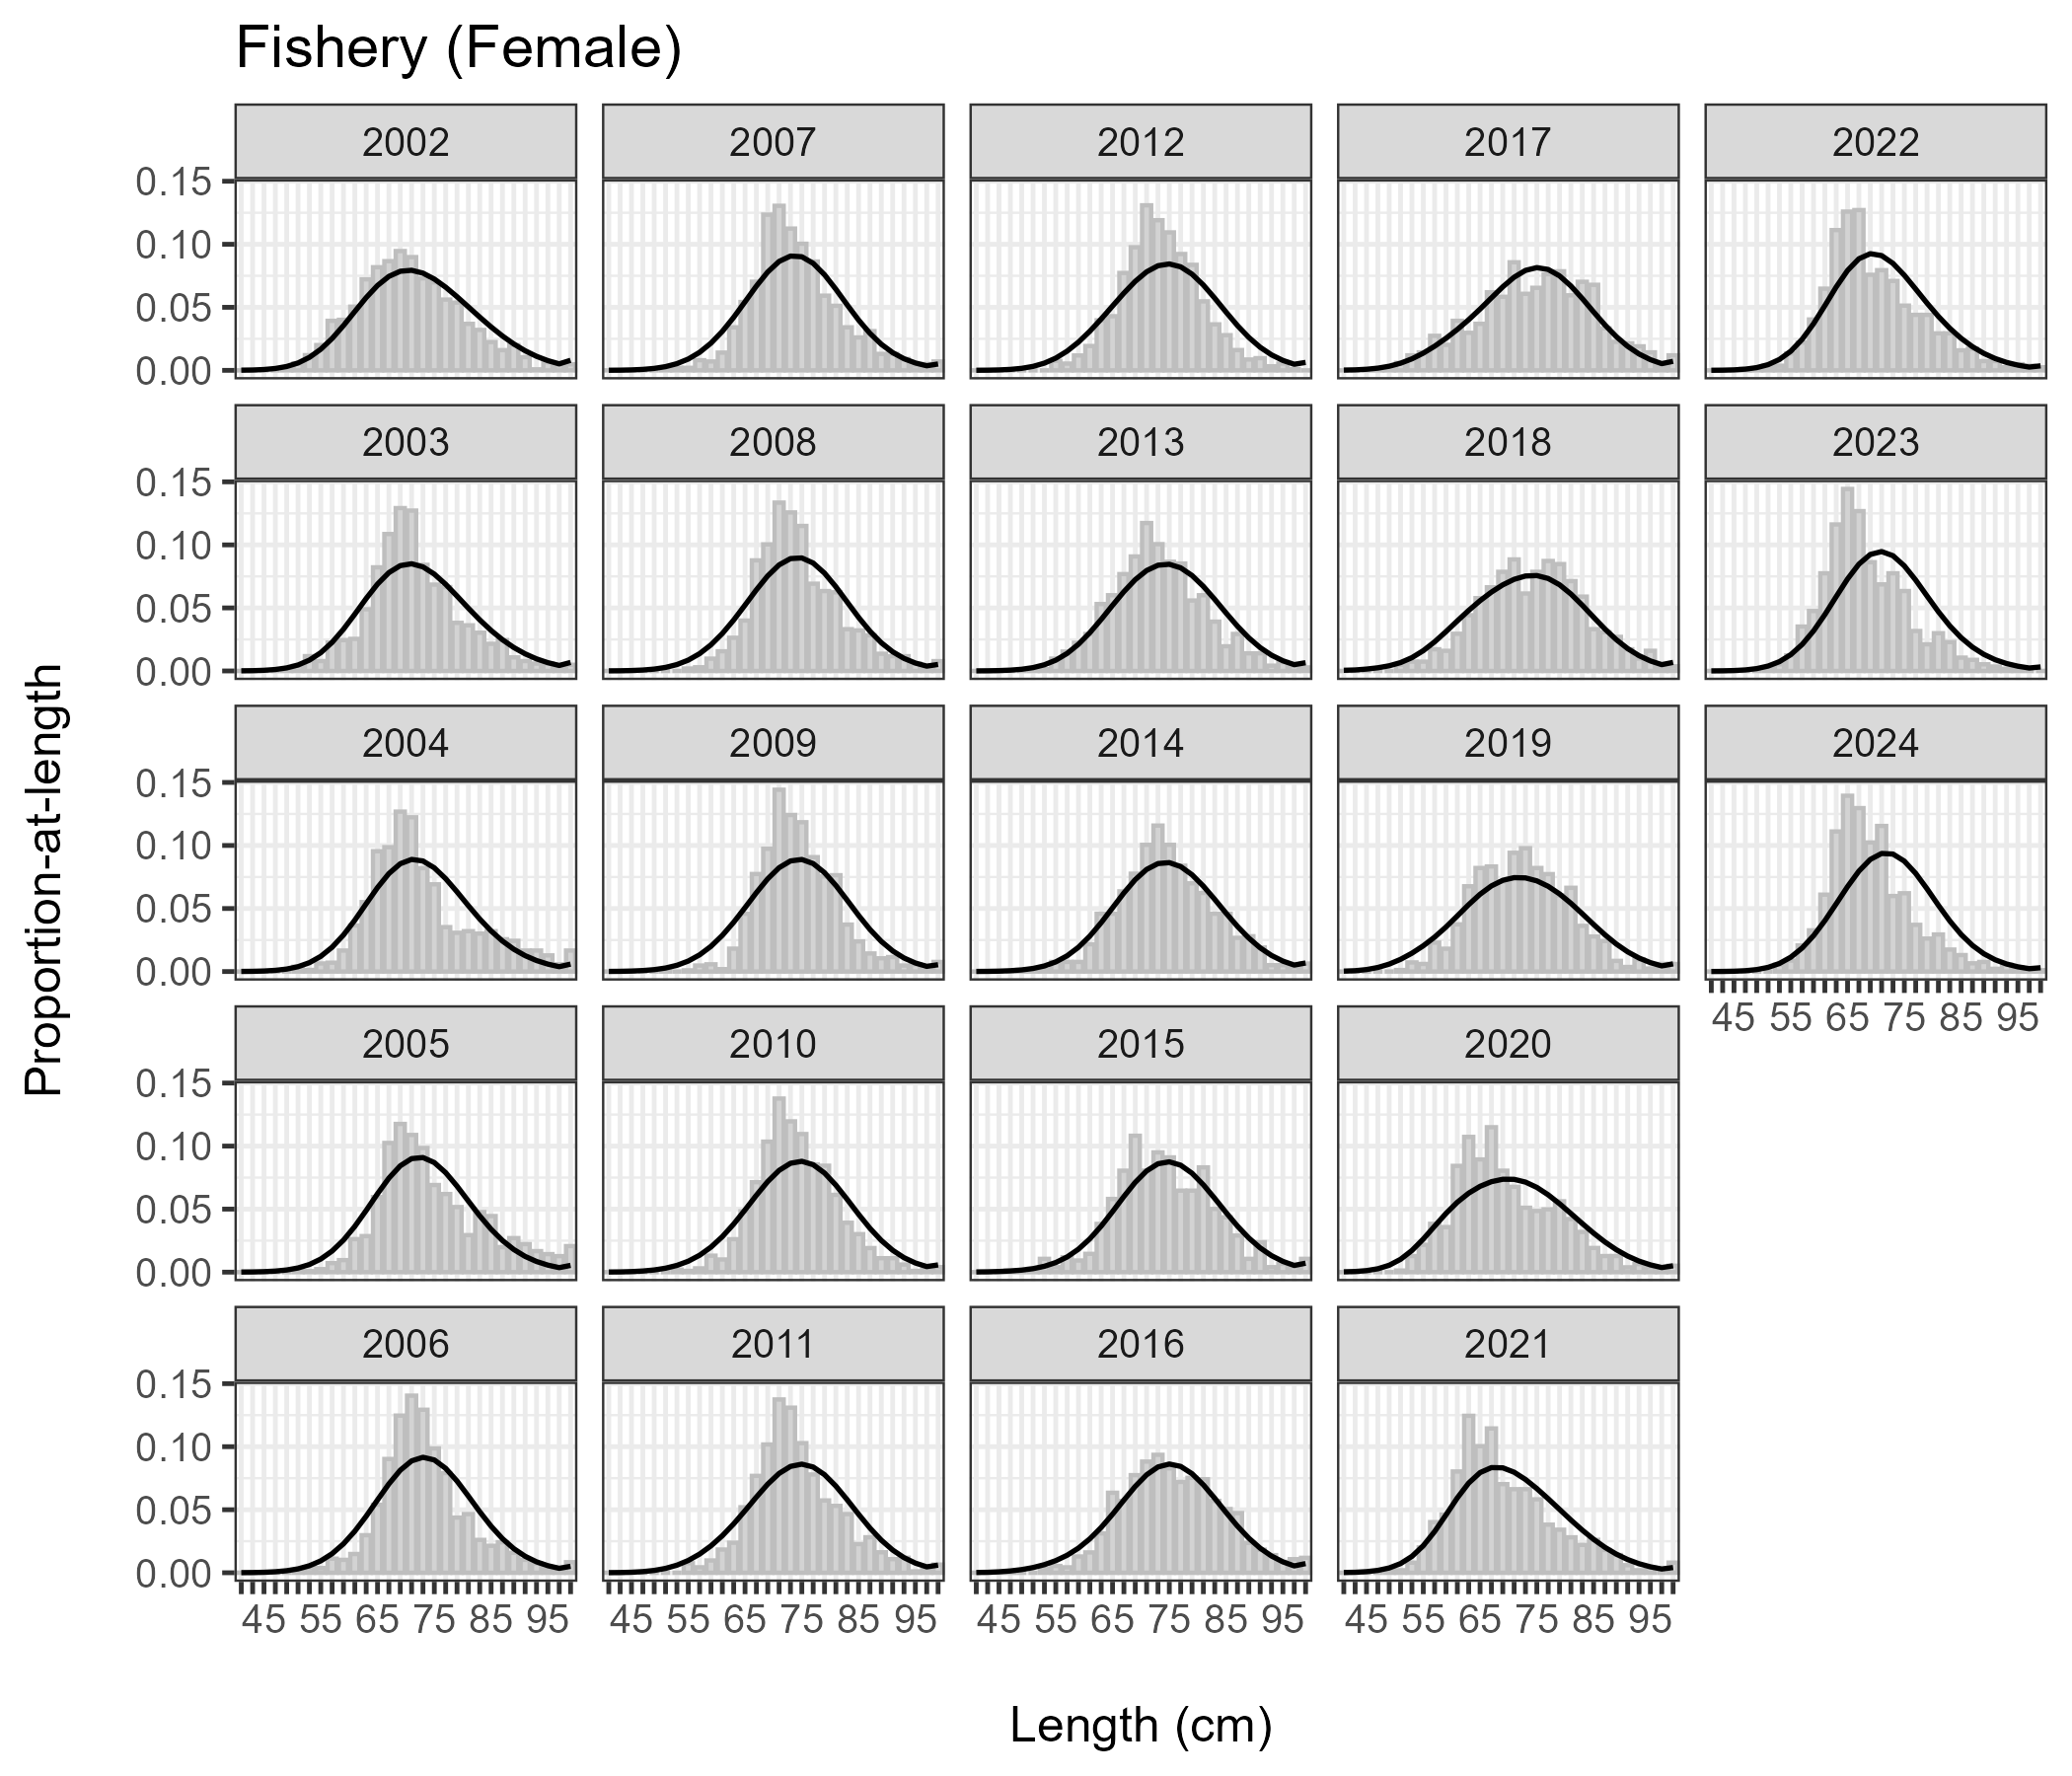 Fishery (Female)
2002 2007 2012 2017 2022
0.15
0.10
0.05
0.00
2003 2008 2013 2018 2023
0.15
0.10
0.05
0.00
2004 2009 2014 2019 2024
0.15
0.10
0.05
0.00
45 55 65 75 85 95
2005 2010 2015 2020
0.15
0.10
0.05
0.00
2006 2011 2016 2021
0.15
0.10
0.05
0.00
45 55 65 75 85 95 45 55 65 75 85 95 45 55 65 75 85 95 45 55 65 75 85 95
Proportion-at-length
Length (cm)